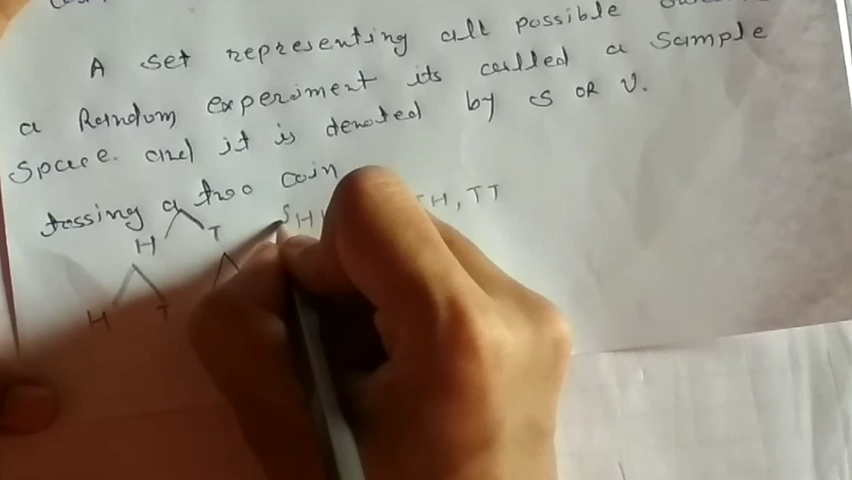 A set representing all possible
a Random experiment its called a sample
space. and it is denoted by S OR U.
tossing a two coin
H T { H H, TT
H T